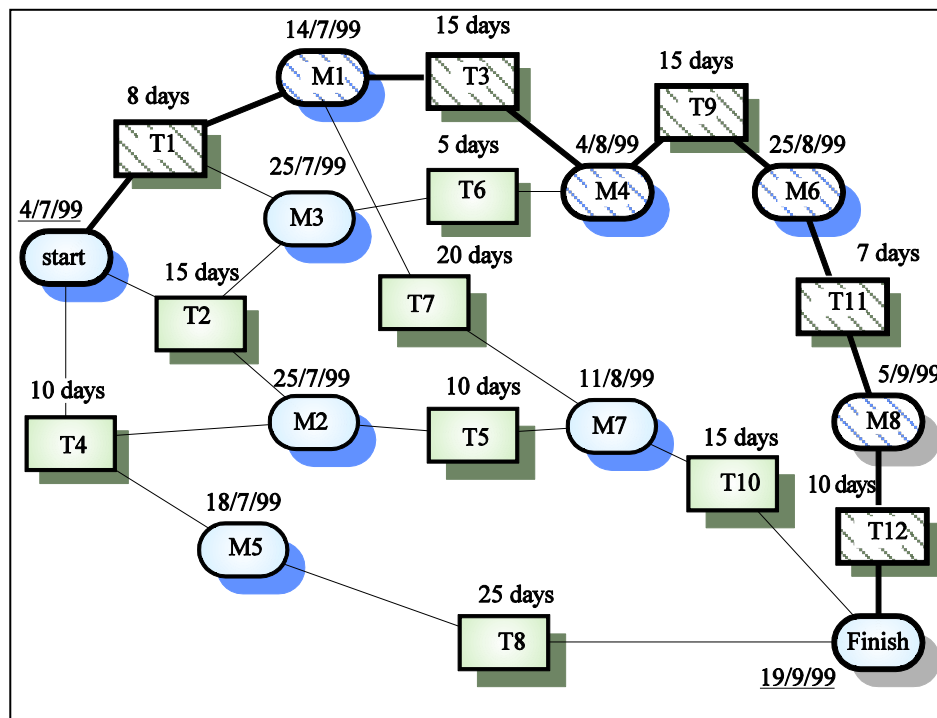 14/7/99
15 days
M1
T3
15 days
8 days
T9
T1
5 days
4/8/99
25/8/99
25/7/99
T6
M4
M6
4/7/99
M3
start
15 days
20 days
7 days
T2
T7
T11
10 days
25/7/99
10 days
11/8/99
5/9/99
T4
M2
T5
M7
M8
15 days
T10
10 days
18/7/99
T12
M5
25 days
T8
Finish
19/9/99